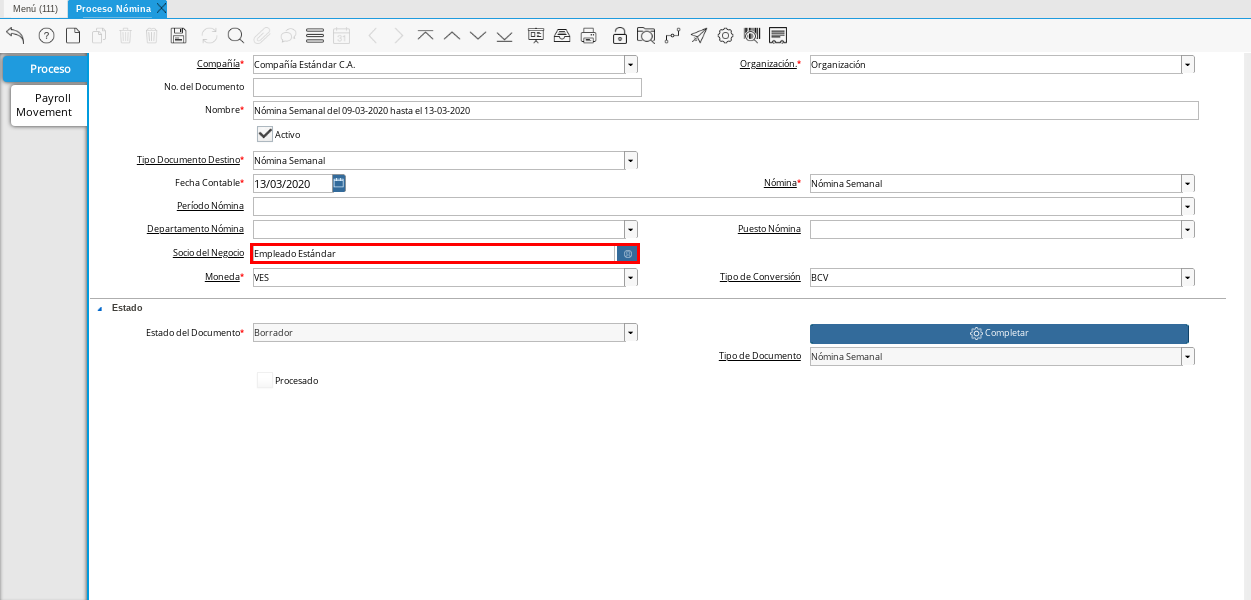 Menú (111) Proceso Nómina
Proceso
Payroll
Movement
Compañía* Compañía Estándar C.A. Organización.* Organización
No. del Documento
Nombre* Nómina Semanal del 09-03-2020 hasta el 13-03-2020
Activo
Tipo Documento Destino* Nómina Semanal
Fecha Contable* 13/03/2020 Nómina* Nómina Semanal
Período Nómina
Departamento Nómina Puesto Nómina
Socio del Negocio Empleado Estándar
Moneda* VES Tipo de Conversión BCV
Estado
Estado del Documento* Borrador Completar
Tipo de Documento Nómina Semanal
Procesado